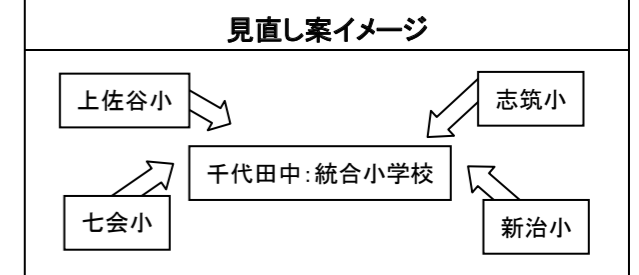 見直し案イメージ
上佐谷小
志筑小
千代田中：統合小学校
七会小
新治小